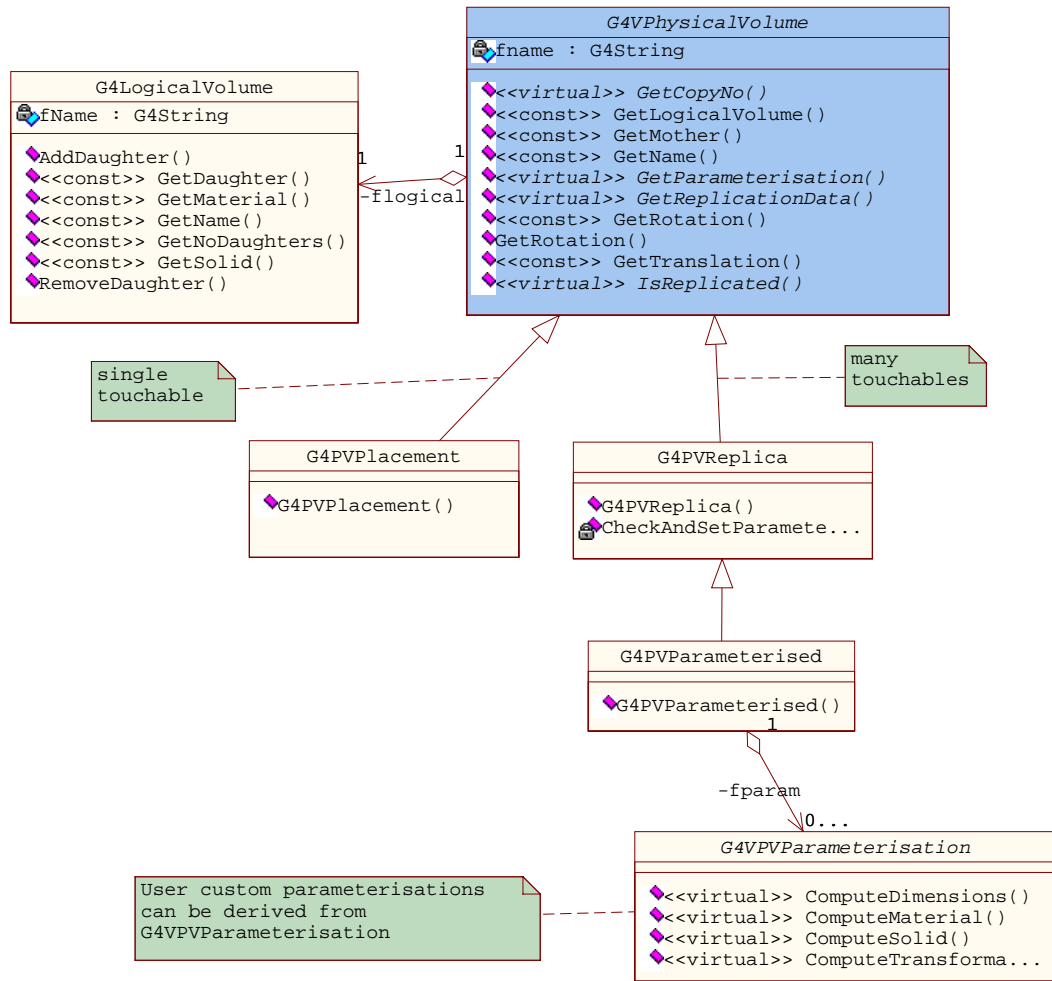 G4VPhysicalVolume
fname : G4String
<<virtual>> GetCopyNo()
<<const>> GetLogicalVolume()
<<const>> GetMother()
<<const>> GetName()
<<virtual>> GetParameterisation()
<<virtual>> GetReplicationData()
<<const>> GetRotation()
GetRotation()
<<const>> GetTranslation()
<<virtual>> IsReplicated()
G4LogicalVolume
fName : G4String
AddDaughter()
<<const>> GetDaughter()
<<const>> GetMaterial()
<<const>> GetName()
<<const>> GetNoDaughters()
<<const>> GetSolid()
RemoveDaughter()
1
1
-flogical
single
touchable
many
touchables
G4PVPlacement
G4PVPlacement()
G4PVReplica
G4PVReplica()
CheckAndSetParamete...
G4PVParameterised
G4PVParameterised()
1
-fparam
0...
G4VPVParameterisation
<<virtual>> ComputeDimensions()
<<virtual>> ComputeMaterial()
<<virtual>> ComputeSolid()
<<virtual>> ComputeTransforma...
User custom parameterisations
can be derived from
G4VPVParameterisation